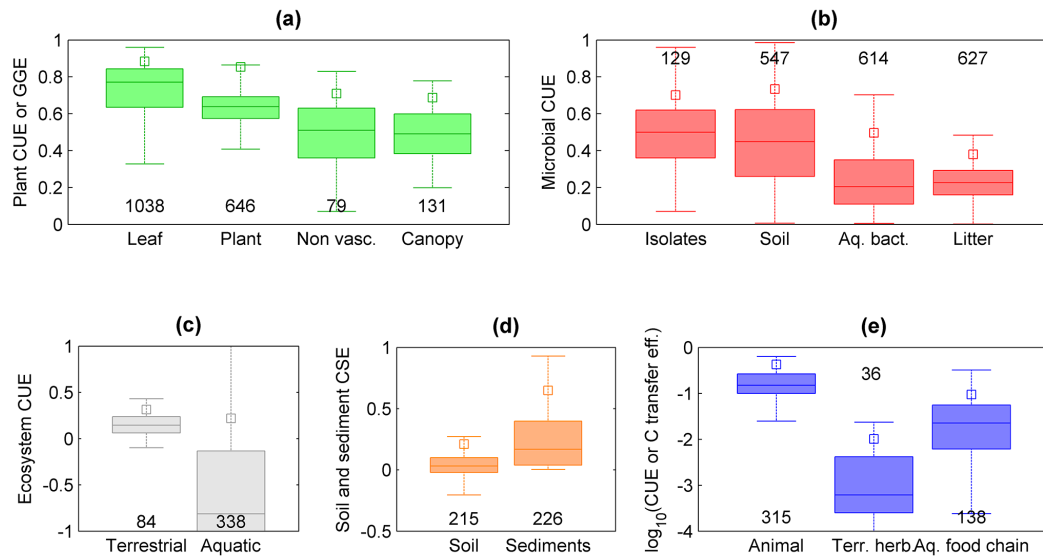 (a)
Plant CUE or GGE
1
0.8
0.6
0.4
0.2
0
1038 646 79 131
Leaf Plant Non vasc. Canopy
(b)
Microbial CUE
1
0.8
0.6
0.4
0.2
0
129 547 614 627
Isolates Soil Aq. bact. Litter
(c)
Ecosystem CUE
1
0.5
0
-0.5
-1
84 338
Terrestrial Aquatic
(d)
Soil and sediment CSE
1
0.5
0
-0.5
215 226
Soil Sediments
(e)
log10(CUE or C transfer eff.)
-0
-1
-2
-3
-4
36
315 138
Animal Terr. herb. Aq. food chain